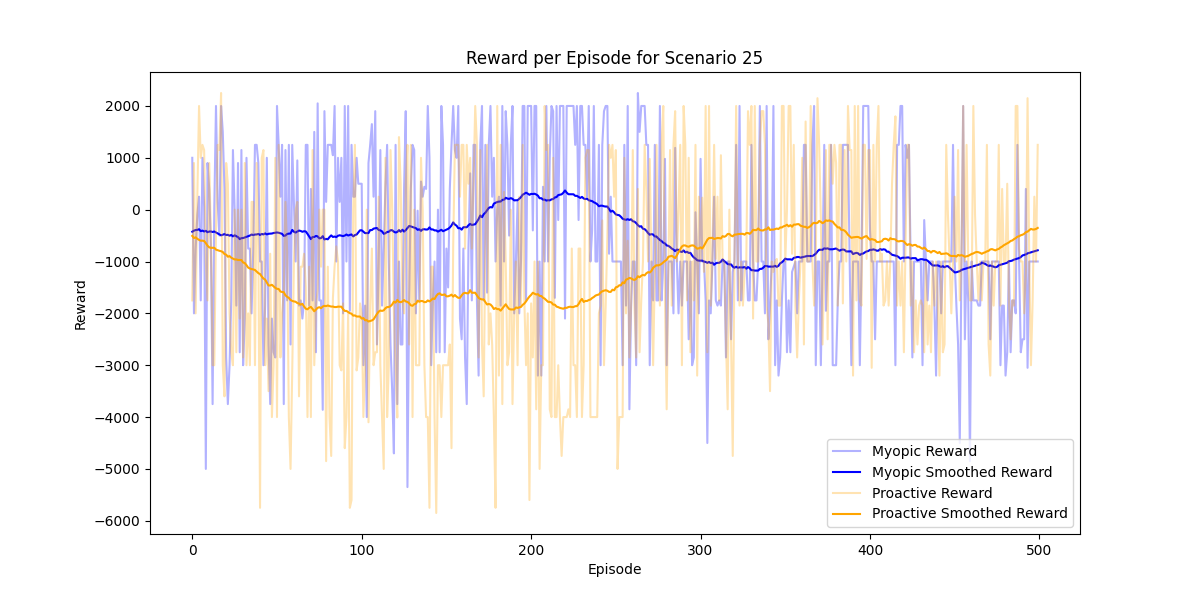 Reward per Episode for Scenario 25
Reward
2000
1000
0
−1000
−2000
−3000
−4000
−5000
−6000
0 100 200 300 400 500
Episode
Myopic Reward
Myopic Smoothed Reward
Proactive Reward
Proactive Smoothed Reward